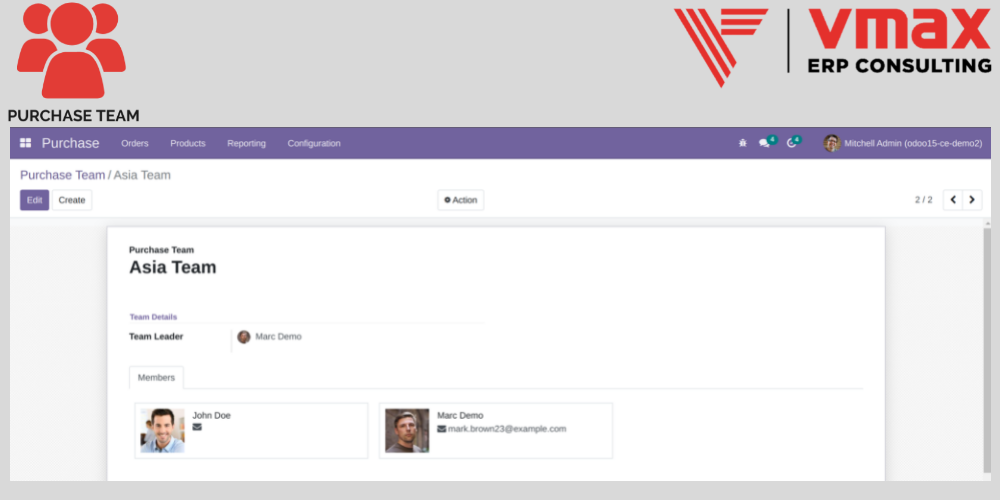 vmax
ERP CONSULTING
PURCHASE TEAM
Purchase Orders Products Reporting Configuration 4 4 Mitchell Admin (odoo15-ce-demo2)
Purchase Team / Asia Team
Edit Create Action 2 / 2
Purchase Team
Asia Team
Team Details
Team Leader Marc Demo
Members
John Doe
Marc Demo
mark.brown23@example.com